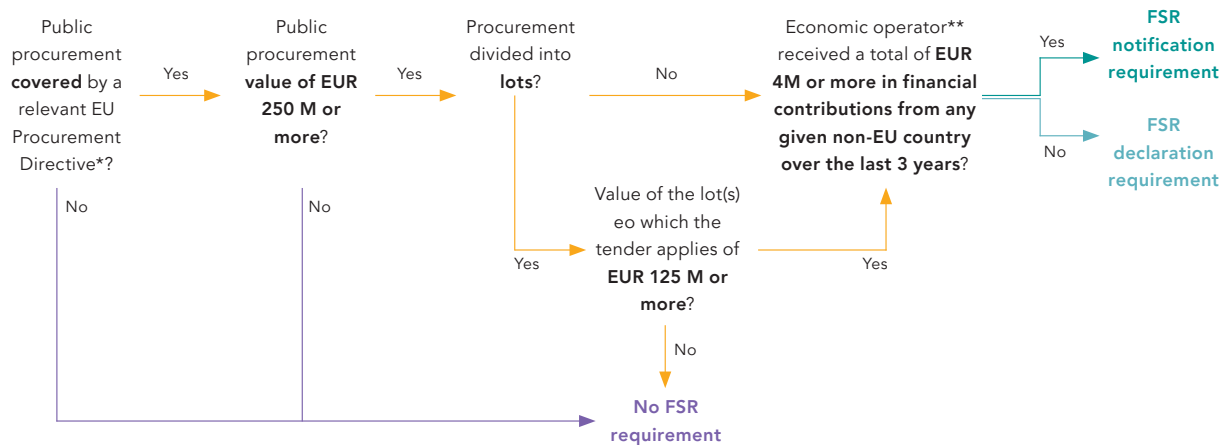 Public
procurement
covered by a
relevant EU
Procurement
Directive*?
Yes
Public
procurement
value of EUR
250 M or
more?
Yes
Procurement
divided into
lots?
No
Economic operator**
received a total of EUR
4M or more in financial
contributions from any
given non-EU country
over the last 3 years?
Yes
FSR
notification
requirement
No
FSR
declaration
requirement
No
No
Yes
Value of the lot(s)
eo which the
tender applies of
EUR 125 M or
more?
Yes
No
No FSR
requirement